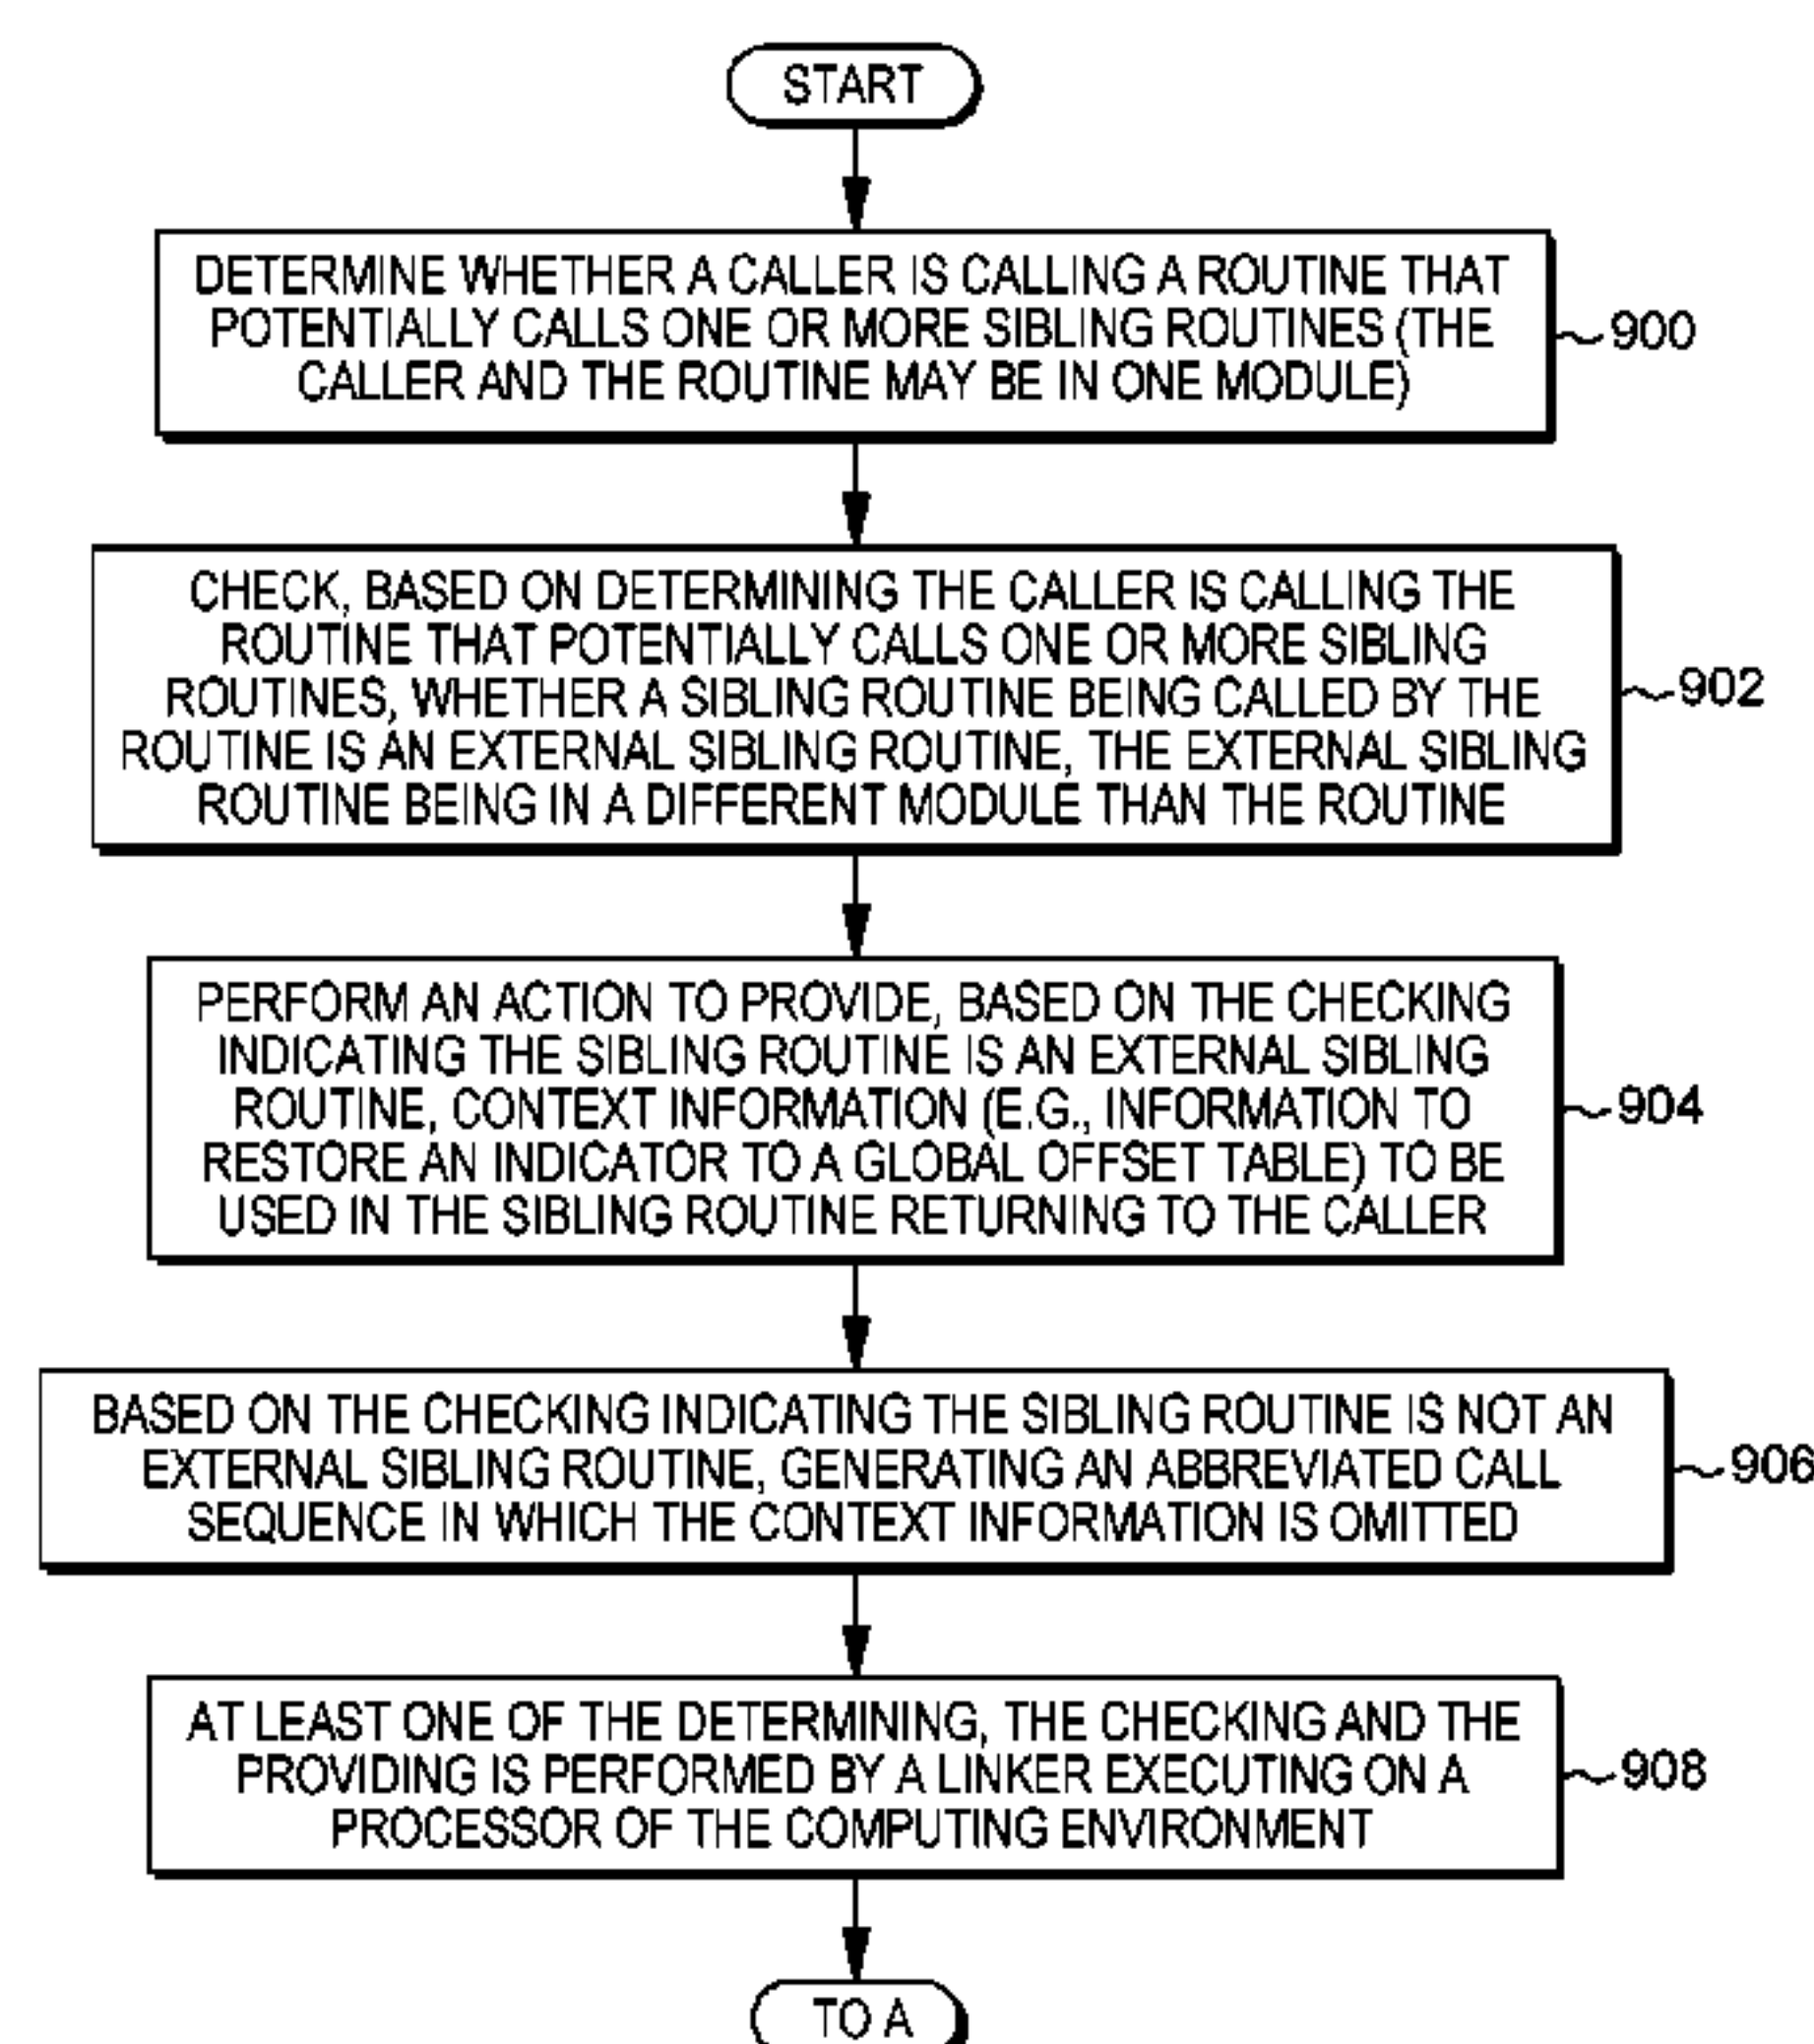 START
DETERMINE WHETHER A CALLER IS CALLING A ROUTINE THAT
POTENTIALLY CALLS ONE OR MORE SIBLING ROUTINES (THE
CALLER AND THE ROUTINE MAY BE IN ONE MODULE)
900
CHECK, BASED ON DETERMINING THE CALLER IS CALLING THE
ROUTINE THAT POTENTIALLY CALLS ONE OR MORE SIBLING
ROUTINES, WHETHER A SIBLING ROUTINE BEING CALLED BY THE
ROUTINE IS AN EXTERNAL SIBLING ROUTINE, THE EXTERNAL SIBLING
ROUTINE BEING IN A DIFFERENT MODULE THAN THE ROUTINE
902
PERFORM AN ACTION TO PROVIDE, BASED ON THE CHECKING
INDICATING THE SIBLING ROUTINE IS AN EXTERNAL SIBLING
ROUTINE, CONTEXT INFORMATION (E.G., INFORMATION TO
RESTORE AN INDICATOR TO A GLOBAL OFFSET TABLE) TO BE
USED IN THE SIBLING ROUTINE RETURNING TO THE CALLER
904
BASED ON THE CHECKING INDICATING THE SIBLING ROUTINE IS NOT AN
EXTERNAL SIBLING ROUTINE, GENERATING AN ABBREVIATED CALL
SEQUENCE IN WHICH THE CONTEXT INFORMATION IS OMITTED
906
AT LEAST ONE OF THE DETERMINING, THE CHECKING AND THE
PROVIDING IS PERFORMED BY A LINKER EXECUTING ON A
PROCESSOR OF THE COMPUTING ENVIRONMENT
908
TO A